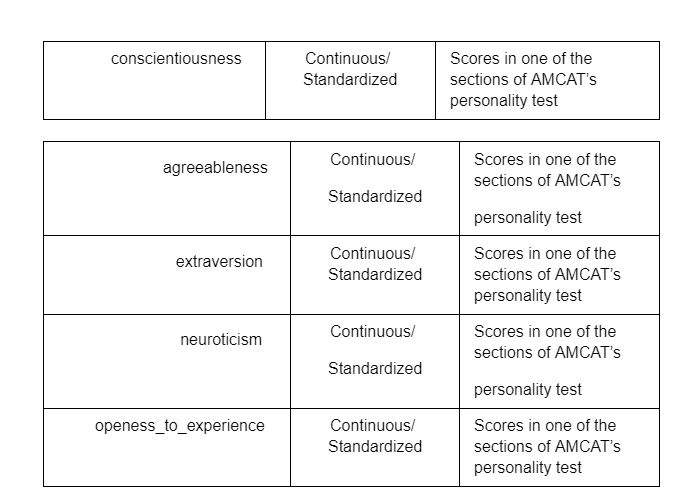 conscientiousness Continuous/ Scores in one of the
Standardized sections of AMCAT's
personality test
agreeableness Continuous/ Scores in one of the
sections of AMCAT's
Standardized
personality test
extraversion Continuous/ Scores in one of the
Standardized sections of AMCAT's
personality test
neuroticism Continuous/ Scores in one of the
sections of AMCAT's
Standardized
personality test
openess_to_experience Continuous/ Scores in one of the
Standardized sections of AMCAT's
personality test